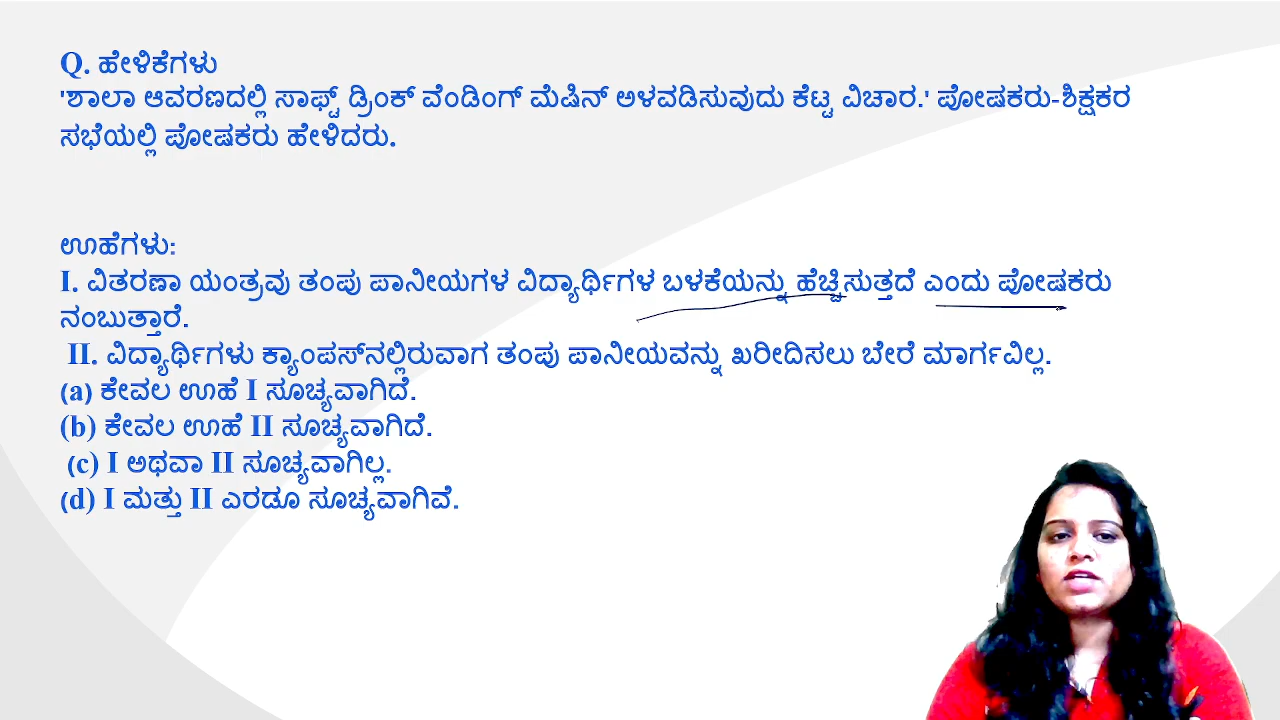 Q. ಹೇಳಿಕೆಗಳು
'ಶಾಲಾ ಆವರಣದಲ್ಲಿ ಸಾಫ್ಟ್ ಡ್ರಿಂಕ್ ವೆಂಡಿಂಗ್ ಮೆಷಿನ್ ಅಳವಡಿಸುವುದು ಕೆಟ್ಟ ವಿಚಾರ.' ಪೋಷಕರು-ಶಿಕ್ಷಕರ
ಸಭೆಯಲ್ಲಿ ಪೋಷಕರು ಹೇಳಿದರು.
ಊಹೆಗಳು:
I. ವಿತರಣಾ ಯಂತ್ರವು ತಂಪು ಪಾನೀಯಗಳ ವಿದ್ಯಾರ್ಥಿಗಳ ಬಳಕೆಯನ್ನು ಹೆಚ್ಚಿಸುತ್ತದೆ ಎಂದು ಪೋಷಕರು
ನಂಬುತ್ತಾರೆ.
II. ವಿದ್ಯಾರ್ಥಿಗಳು ಕ್ಯಾಂಪಸ್‌ನಲ್ಲಿರುವಾಗ ತಂಪು ಪಾನೀಯವನ್ನು ಖರೀದಿಸಲು ಬೇರೆ ಮಾರ್ಗವಿಲ್ಲ.
(a) ಕೇವಲ ಊಹೆ I ಸೂಚ್ಯವಾಗಿದೆ.
(b) ಕೇವಲ ಊಹೆ II ಸೂಚ್ಯವಾಗಿದೆ.
(c) I ಅಥವಾ II ಸೂಚ್ಯವಾಗಿಲ್ಲ.
(d) I ಮತ್ತು II ಎರಡೂ ಸೂಚ್ಯವಾಗಿವೆ.